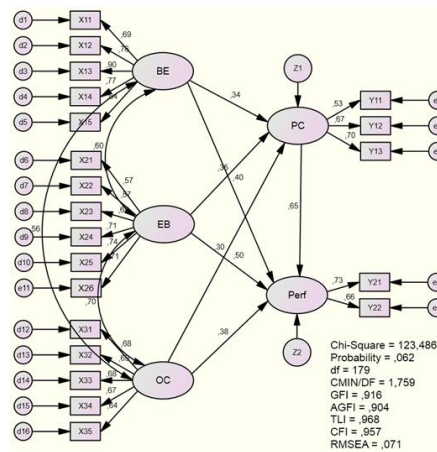 d1 X11 ,69
d2 X12 ,76
d3 X13 ,90
d4 X14 ,77
d5 X15
BE
,34
Z1
PC
,53 Y11 e
,67 Y12 e
,70 Y13 e
,60
d6 X21 ,57
d7 X22 ,57
d8 X23
d9 X24 ,71
d10 X25 ,74
e11 X26 ,71
,56
EB
,40
,30
,50
,65
Perf
,73 Y21 e
,66 Y22 e
Z2
,70
,38
d12 X31 ,68
d13 X32
d14 X33 ,68
d15 X34 ,67
d16 X35 ,64
OC
Chi-Square = 123,486
Probability = ,062
df = 179
CMIN/DF = 1,759
GFI = ,916
AGFI = ,904
TLI = ,968
CFI = ,957
RMSEA = ,071